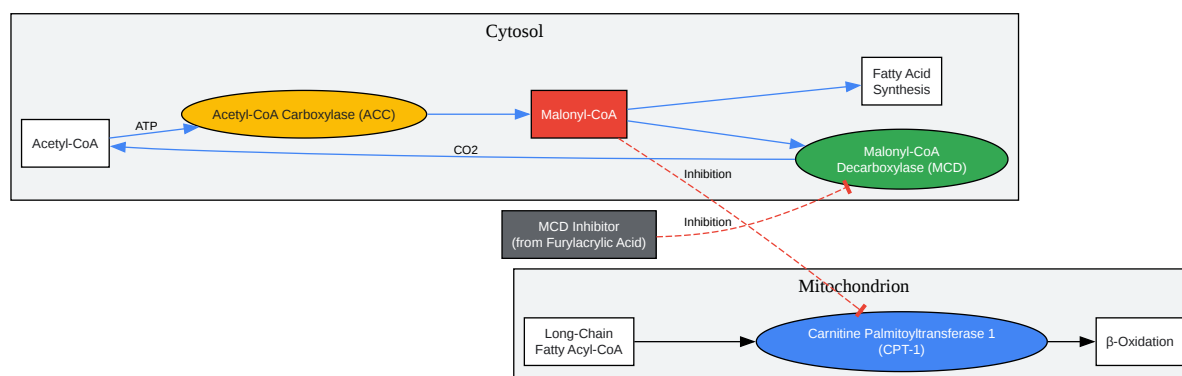 Cytosol
Fatty Acid
Synthesis
Acetyl-CoA Carboxylase (ACC)
Malonyl-CoA
ATP
Acetyl-CoA
CO2
Malonyl-CoA
Decarboxylase (MCD)
Inhibition
MCD Inhibitor
(from Furylacrylic Acid)
Inhibition
Mitochondrion
Long-Chain
Fatty Acyl-CoA
Carnitine Palmitoyltransferase 1
(CPT-1)
β-Oxidation